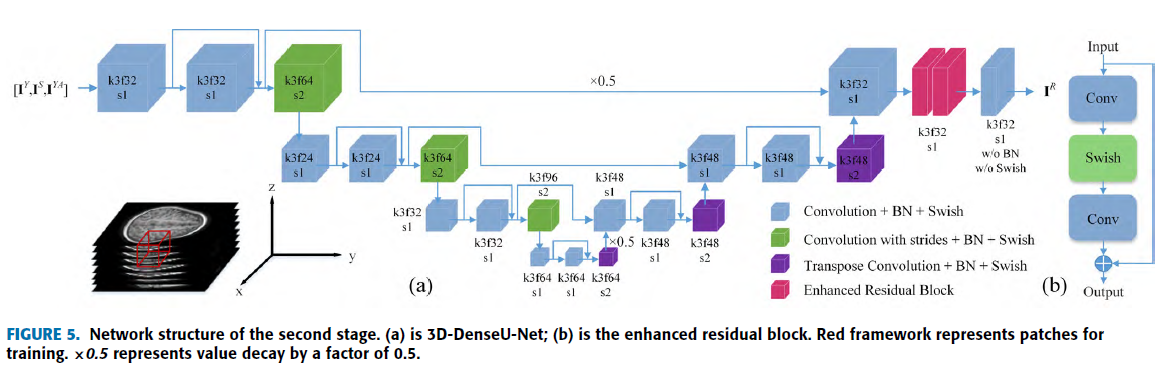 [I^Y,I^S,I^YA]
k3f32
s1
k3f32
s1
k3f64
s2
×0.5
k3f32
s1
k3f32
s1
k3f32
s1
w/o BN
w/o Swish
I^R
k3f24
s1
k3f24
s1
k3f64
s2
k3f48
s1
k3f48
s1
k3f48
s2
k3f32
s1
k3f32
s1
k3f96
s2
k3f48
s1
k3f48
s1
k3f48
s2
×0.5
k3f64
s1
k3f64
s1
k3f64
s2
z
y
x
(a)
Convolution + BN + Swish
Convolution with strides + BN + Swish
Transpose Convolution + BN + Swish
Enhanced Residual Block
Input
Conv
Swish
Conv
Output
(b)
FIGURE 5. Network structure of the second stage. (a) is 3D-DenseU-Net; (b) is the enhanced residual block. Red framework represents patches for
training. ×0.5 represents value decay by a factor of 0.5.